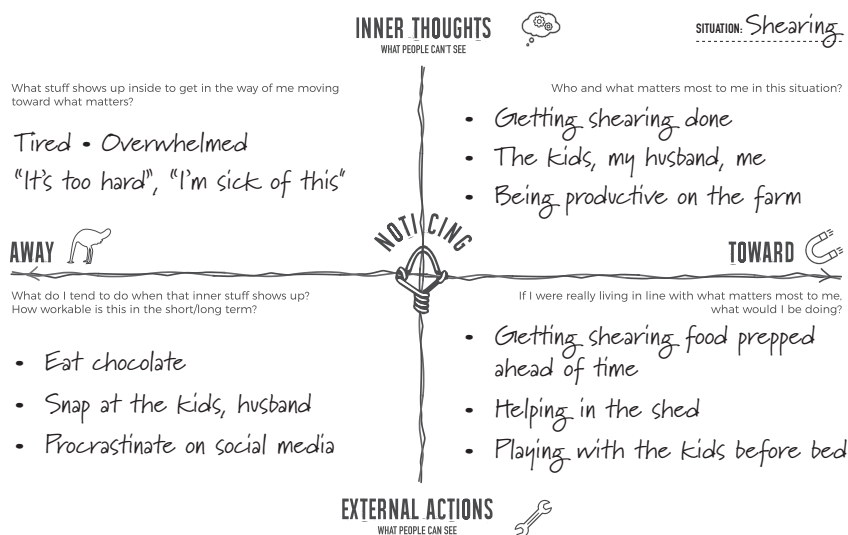 INNER THOUGHTS
WHAT PEOPLE CAN'T SEE
SITUATION: Shearing
What stuff shows up inside to get in the way of me moving
toward what matters?
Tired • Overwhelmed
"It's too hard", "I'm sick of this"
Who and what matters most to me in this situation?
• Getting shearing done
• The kids, my husband, me
• Being productive on the farm
NOTICING
AWAY
TOWARD
What do I tend to do when that inner stuff shows up?
How workable is this in the short/long term?
• Eat chocolate
• Snap at the kids, husband
• Procrastinate on social media
If I were really living in line with what matters most to me,
what would I be doing?
• Getting shearing food prepped
ahead of time
• Helping in the shed
• Playing with the kids before bed
EXTERNAL ACTIONS
WHAT PEOPLE CAN SEE